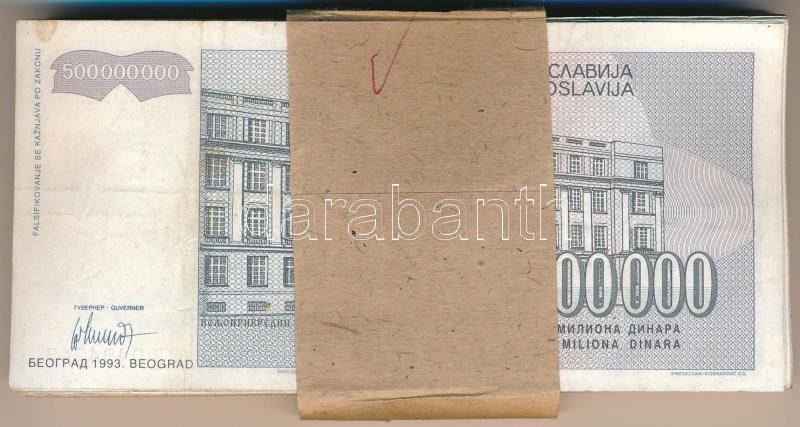 FALSIFIKOVANJE SE KAŽNJAVA PO ZAKONU
500000000
СЛАВИЈА
OSLAVIJA
darabanth
ГУВЕРНЕР - GUVERNER
БЕОГРАД 1993. BEOGRAD
ПОЉОПРИВРЕДНИ
00000
МИЛИОНА ДИНАРА
MILIONA DINARA